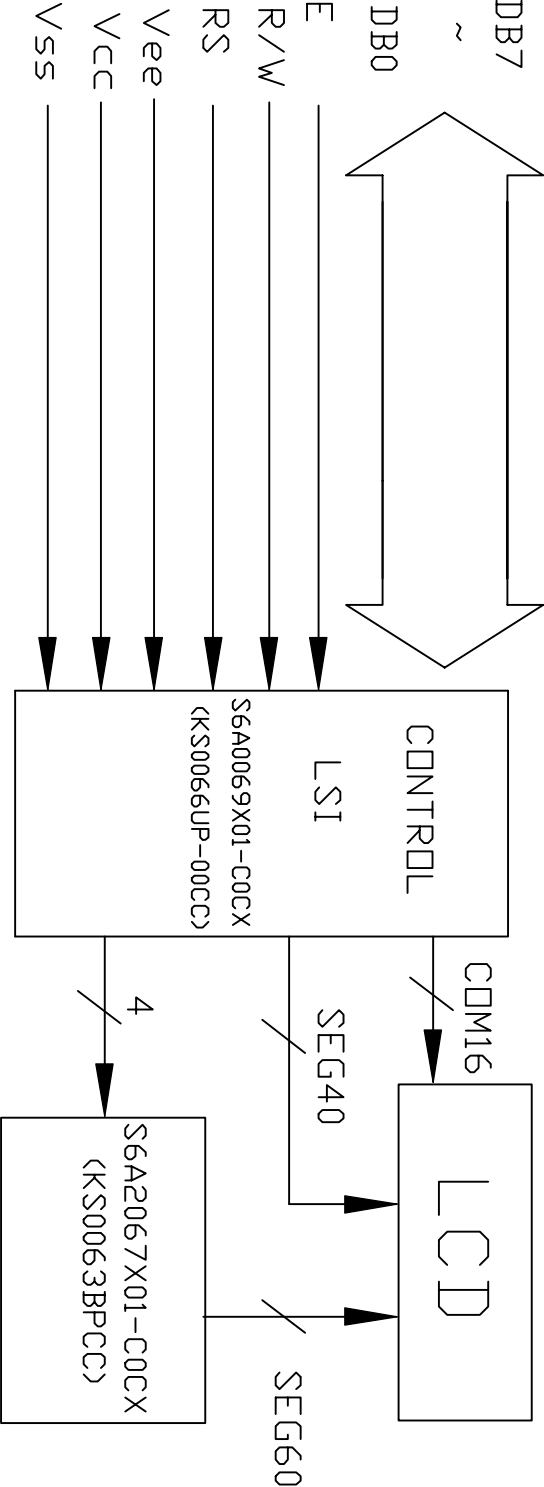 DB7
~
DB0
E
R/W
RS
Vee
Vcc
Vss
CONTROL
LSI
S6A0069X01-C0CX
(KS0066UP-00CC)
COM16
SEG40
4
LCD
S6A2067X01-C0CX
(KS0063BPCC)
SEG60